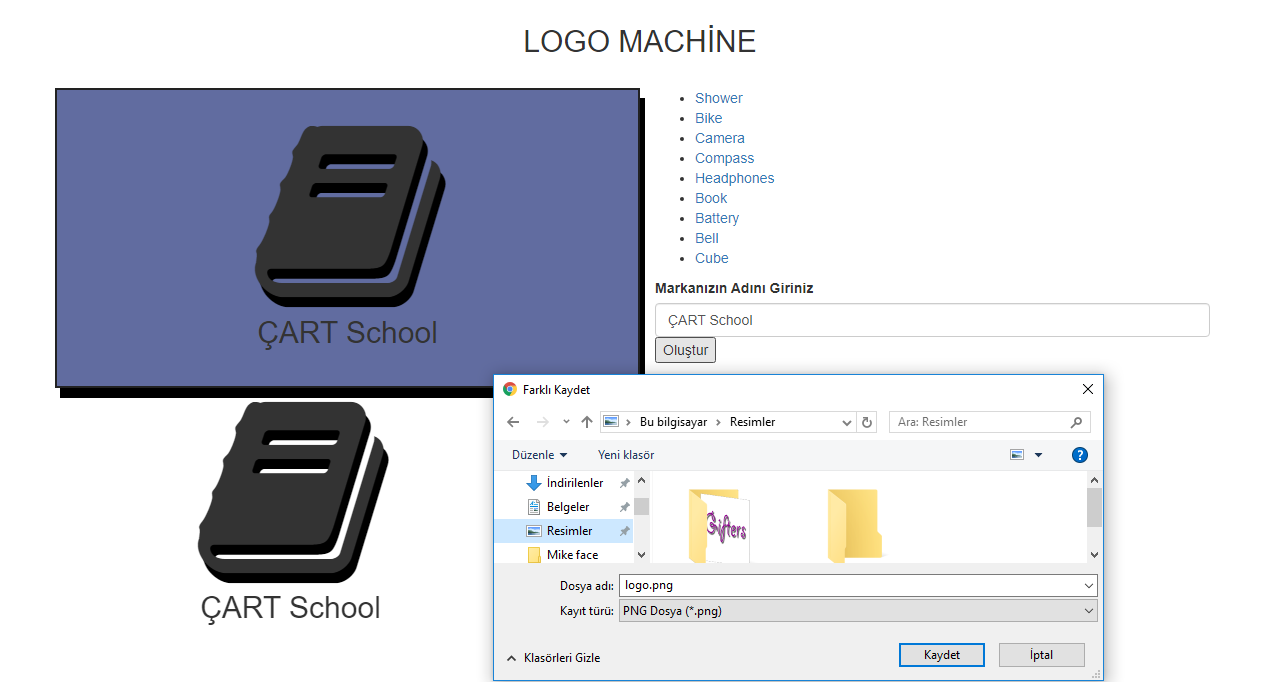 LOGO MACHİNE
ÇART School
ÇART School
Shower
Bike
Camera
Compass
Headphones
Book
Battery
Bell
Cube
Markanızın Adını Giriniz
ÇART School
Oluştur
Farklı Kaydet
Bu bilgisayar Resimler
Ara: Resimler
Düzenle Yeni klasör
İndirilenler
Belgeler
Resimler
Mike face
Gifters
Dosya adı: logo.png
Kayıt türü: PNG Dosya (*.png)
Klasörleri Gizle Kaydet İptal